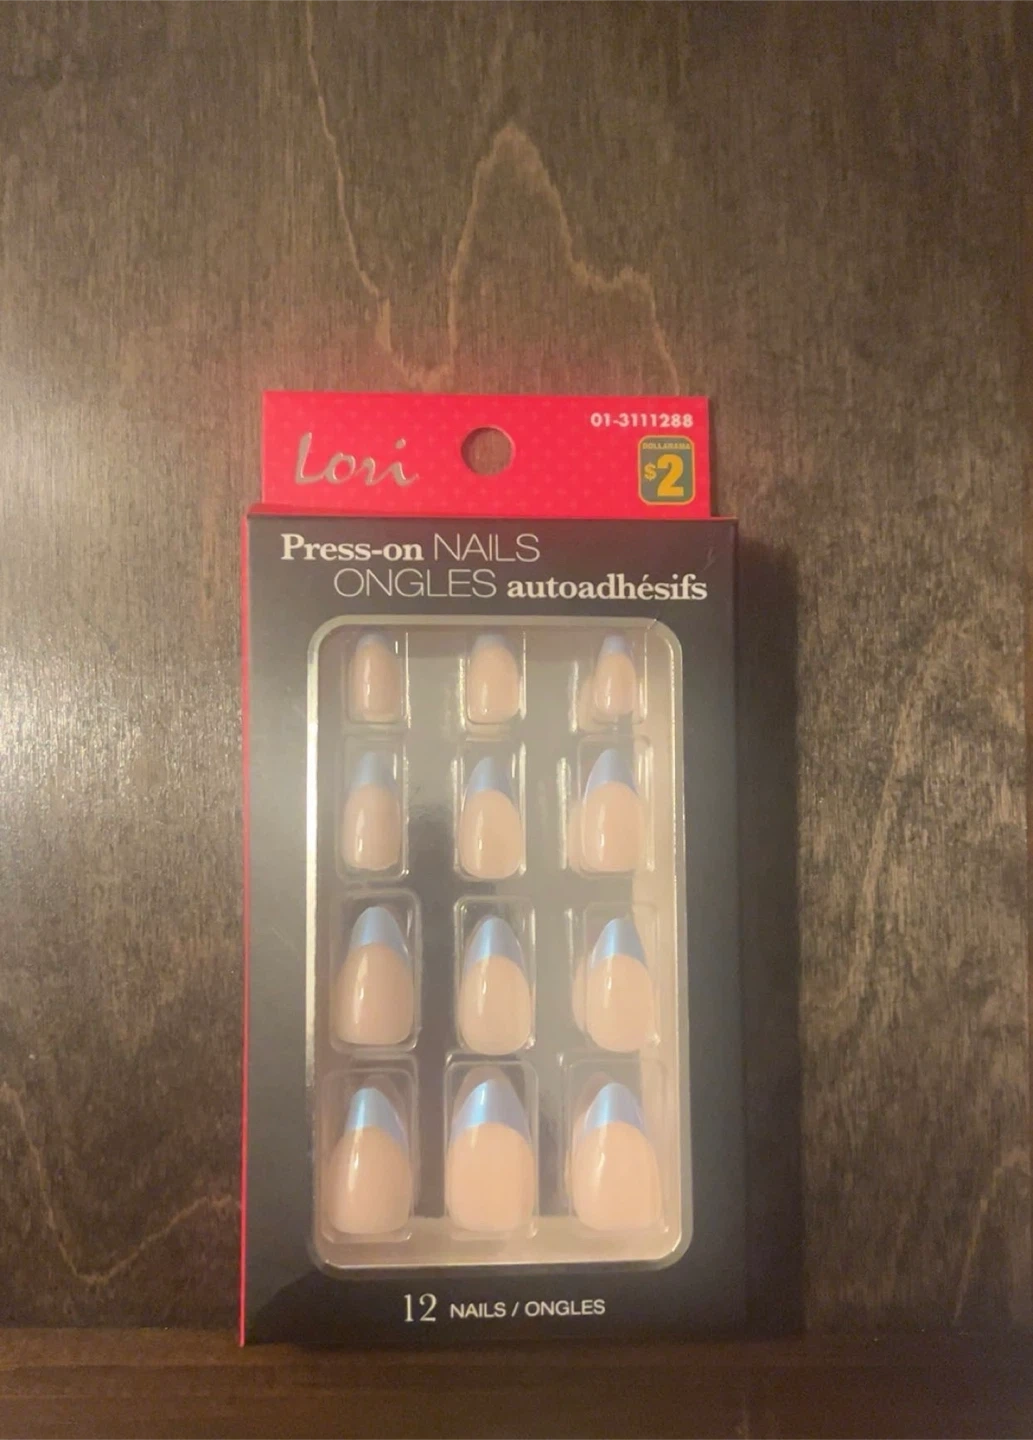 Lori
01-3111288
DOLLARAMA
$2
Press-on NAILS
ONGLES autoadhésifs
12 NAILS / ONGLES